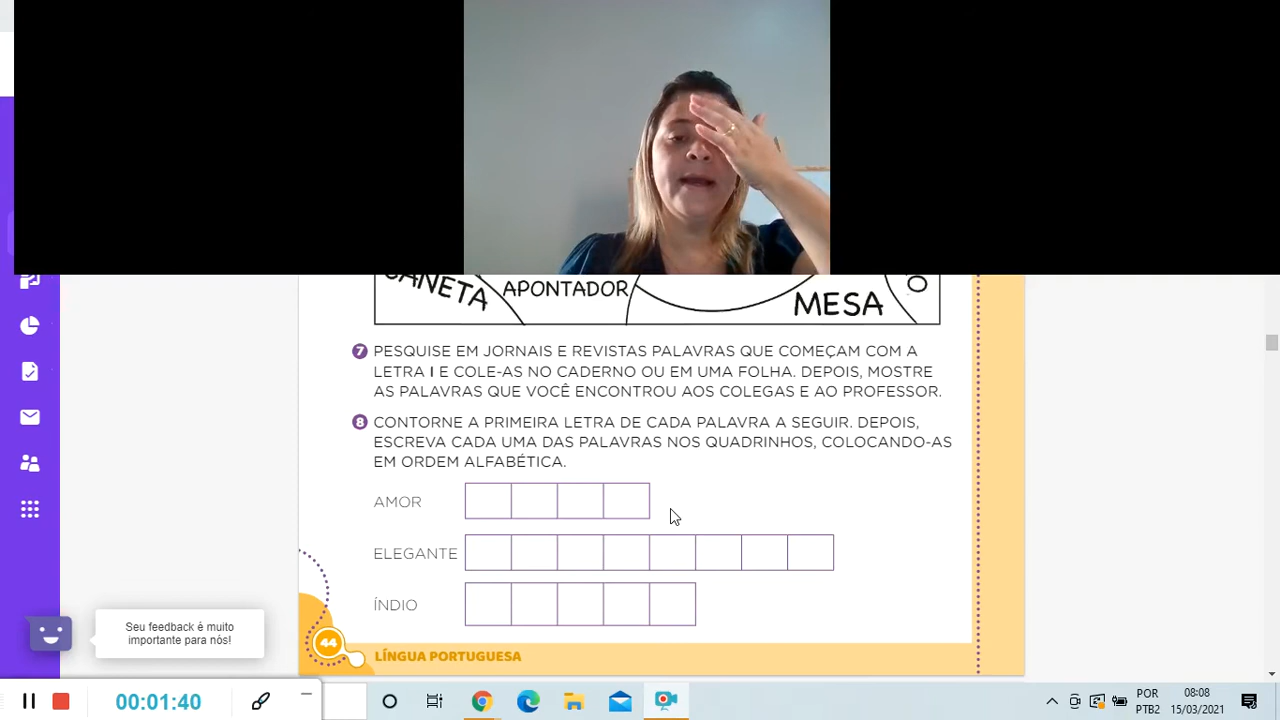 CANETA
APONTADOR
MESA
O
7 PESQUISE EM JORNAIS E REVISTAS PALAVRAS QUE COMEÇAM COM A
LETRA I E COLE-AS NO CADERNO OU EM UMA FOLHA. DEPOIS, MOSTRE
AS PALAVRAS QUE VOCÊ ENCONTROU AOS COLEGAS E AO PROFESSOR.
8 CONTORNE A PRIMEIRA LETRA DE CADA PALAVRA A SEGUIR. DEPOIS,
ESCREVA CADA UMA DAS PALAVRAS NOS QUADRINHOS, COLOCANDO-AS
EM ORDEM ALFABÉTICA.
AMOR
ELEGANTE
ÍNDIO
Seu feedback é muito
importante para nós!
44
LÍNGUA PORTUGUESA
00:01:40
POR
PTB2
08:08
15/03/2021